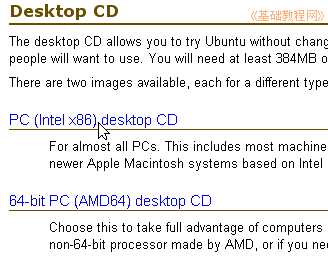 Desktop CD
《基础教程网》
The desktop CD allows you to try Ubuntu without chang
people will want to use. You will need at least 384MB o
There are two images available, each for a different type
PC (Intel x86) desktop CD
For almost all PCs. This includes most machine
newer Apple Macintosh systems based on Intel
64-bit PC (AMD64) desktop CD
Choose this to take full advantage of computers
non-64-bit processor made by AMD, or if you nee